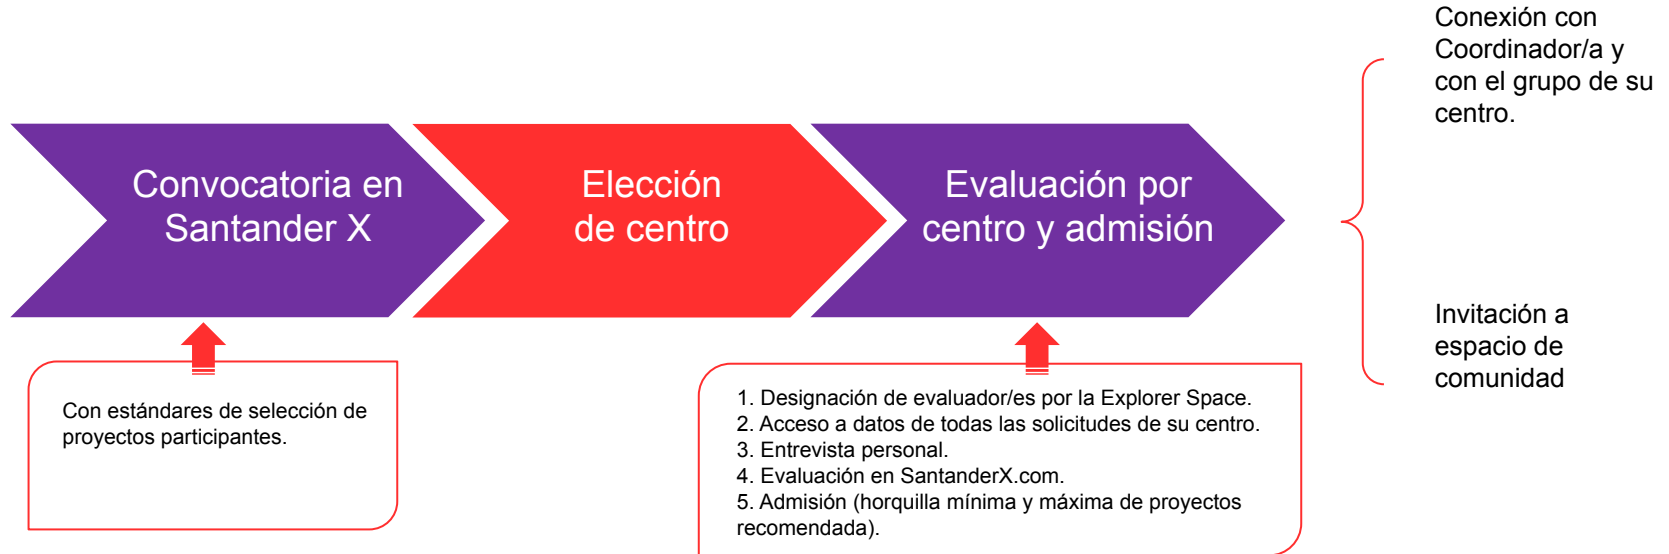 Convocatoria en
Santander X
Elección
de centro
Evaluación por
centro y admisión
Conexión con
Coordinador/a y
con el grupo de su
centro.
Invitación a
espacio de
comunidad
Con estándares de selección de
proyectos participantes.
1. Designación de evaluador/es por la Explorer Space.
2. Acceso a datos de todas las solicitudes de su centro.
3. Entrevista personal.
4. Evaluación en SantanderX.com.
5. Admisión (horquilla mínima y máxima de proyectos
recomendada).